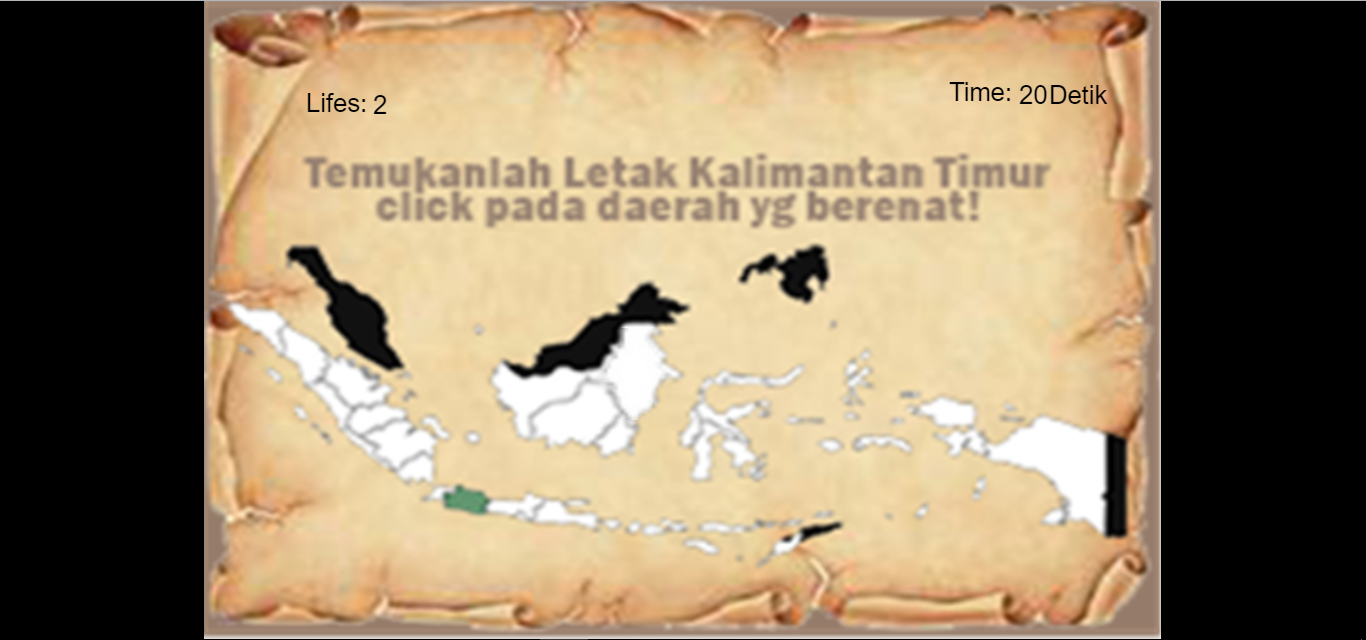 Lifes: 2
Time: 20Detik
Temukanlah Letak Kalimantan Timur
click pada daerah yg berenat!